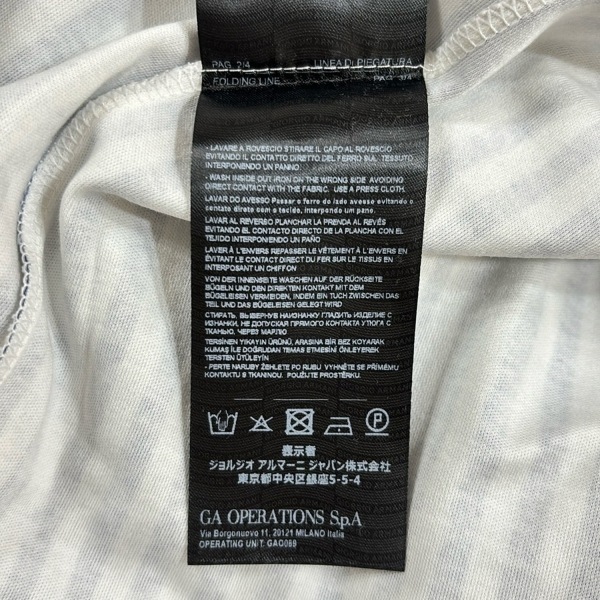 PAG. 2/4 LINEA DI PIEGATURA
FOLDING LINE PAG. 3/4
- LAVARE A ROVESCIO STIRARE IL CAPO AL ROVESCIO
EVITANDO IL CONTATTO DIRETTO DEL FERRO SUL TESSUTO
INTERPONENDO UN PANNO
- WASH INSIDE OUT IRON ON THE WRONG SIDE AVOIDING
DIRECT CONTACT WITH THE FABRIC. USE A PRESS CLOTH.
LAVAR DO AVESSO Passar o ferro do lado avesso evitando o
contato direto com o tecido, interpondo um pano.
LAVAR AL REVERSO PLANCHAR LA PRENDA AL REVÉS
EVITANDO EL CONTACTO DIRECTO DE LA PLANCHA CON EL
TEJIDO INTERPONIENDO UN PAÑO
LAVER À L'ENVERS REPASSER LE VÊTEMENT À L'ENVERS EN
ÉVITANT LE CONTACT DIRECT DU FER SUR LE TISSUS EN
INTERPOSANT UN CHIFFON
VON DER INNENSEITE WASCHEN AUF DER RÜCKSEITE
BÜGELN UND DEN DIREKTEN KONTAKT MIT DEM
BÜGELEISEN VERMEIDEN, INDEM EIN TUCH ZWISCHEN DAS
TEIL UND DAS BÜGELEISEN GELEGT WIRD
СТИРАТЬ, ВЫВЕРНУВ НАИЗНАНКУ ГЛАДИТЬ ИЗДЕЛИЕ С
ИЗНАНКИ, НЕ ДОПУСКАЯ ПРЯМОГО КОНТАКТА УТЮГА С
ТКАНЬЮ, ЧЕРЕЗ МАРЛЮ
TERSİNEN YIKAYIN ÜRÜNÜ, ARASINA BİR BEZ KOYARAK
KUMAŞ İLE DOĞRUDAN TEMAS ETMESİNİ ÖNLEYEREK
TERSTEN ÜTÜLEYİN
- PERTE NARUBY ŽEHLETE PO RUBU VYHNĚTE SE PŘÍMÉMU
KONTAKTU S TKANINOU. POUŽIJTE PROSTĚRKU.
表示者
ジョルジオ アルマーニ ジャパン株式会社
東京都中央区銀座5-5-4
GA OPERATIONS S.p.A
Via Borgonuovo 11, 20121 MILANO Italia
OPERATING UNIT: GAO089